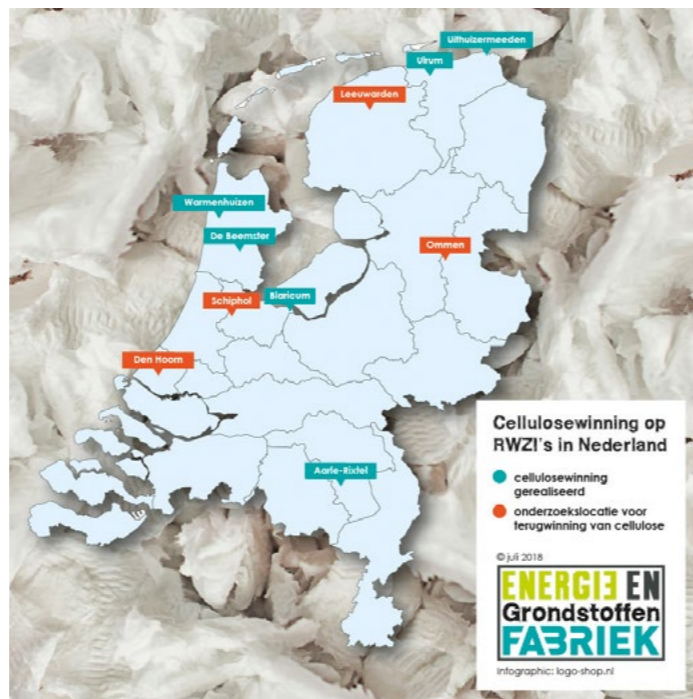 Uithuizermeeden
Ulrum
Leeuwarden
Warmenhuizen
De Beemster
Ommen
Schiphol
Blaricum
Den Hoorn
Aarle-Rixtel
Cellulosewinning op
RWZI's in Nederland
cellulosewinning
gerealiseerd
onderzoekslocatie voor
terugwinning van cellulose
© juli 2018
ENERGIE EN
Grondstoffen
FABRIEK
Infographic: logo-shop.nl